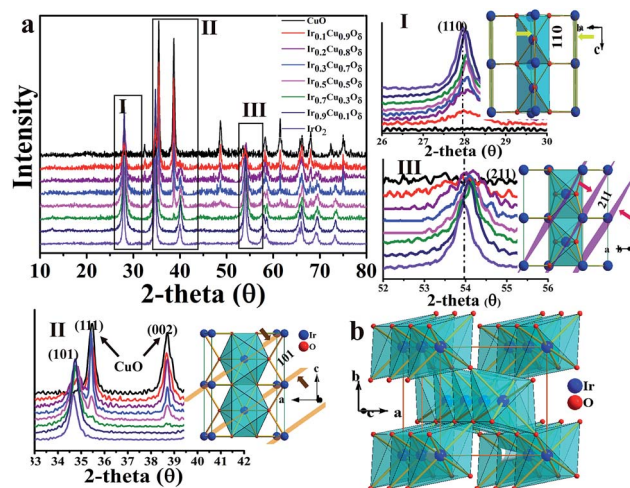 a
II
I
III
CuO
Ir0.1Cu0.9Oδ
Ir0.2Cu0.8Oδ
Ir0.3Cu0.7Oδ
Ir0.5Cu0.5Oδ
Ir0.7Cu0.3Oδ
Ir0.9Cu0.1Oδ
IrO2
Intensity
10 20 30 40 50 60 70 80
2-theta (θ)
I
(110)
110
a
c
26 27 28 29 30
2-theta (θ)
III
(211)
211
a
b
52 53 54 55 56
2-theta (θ)
II
(111)
(002)
(101)
CuO
101
Ir
O
c
a
33 34 35 36 37 38 39 40 41 42
2-theta (θ)
b
b
c
a
Ir
O